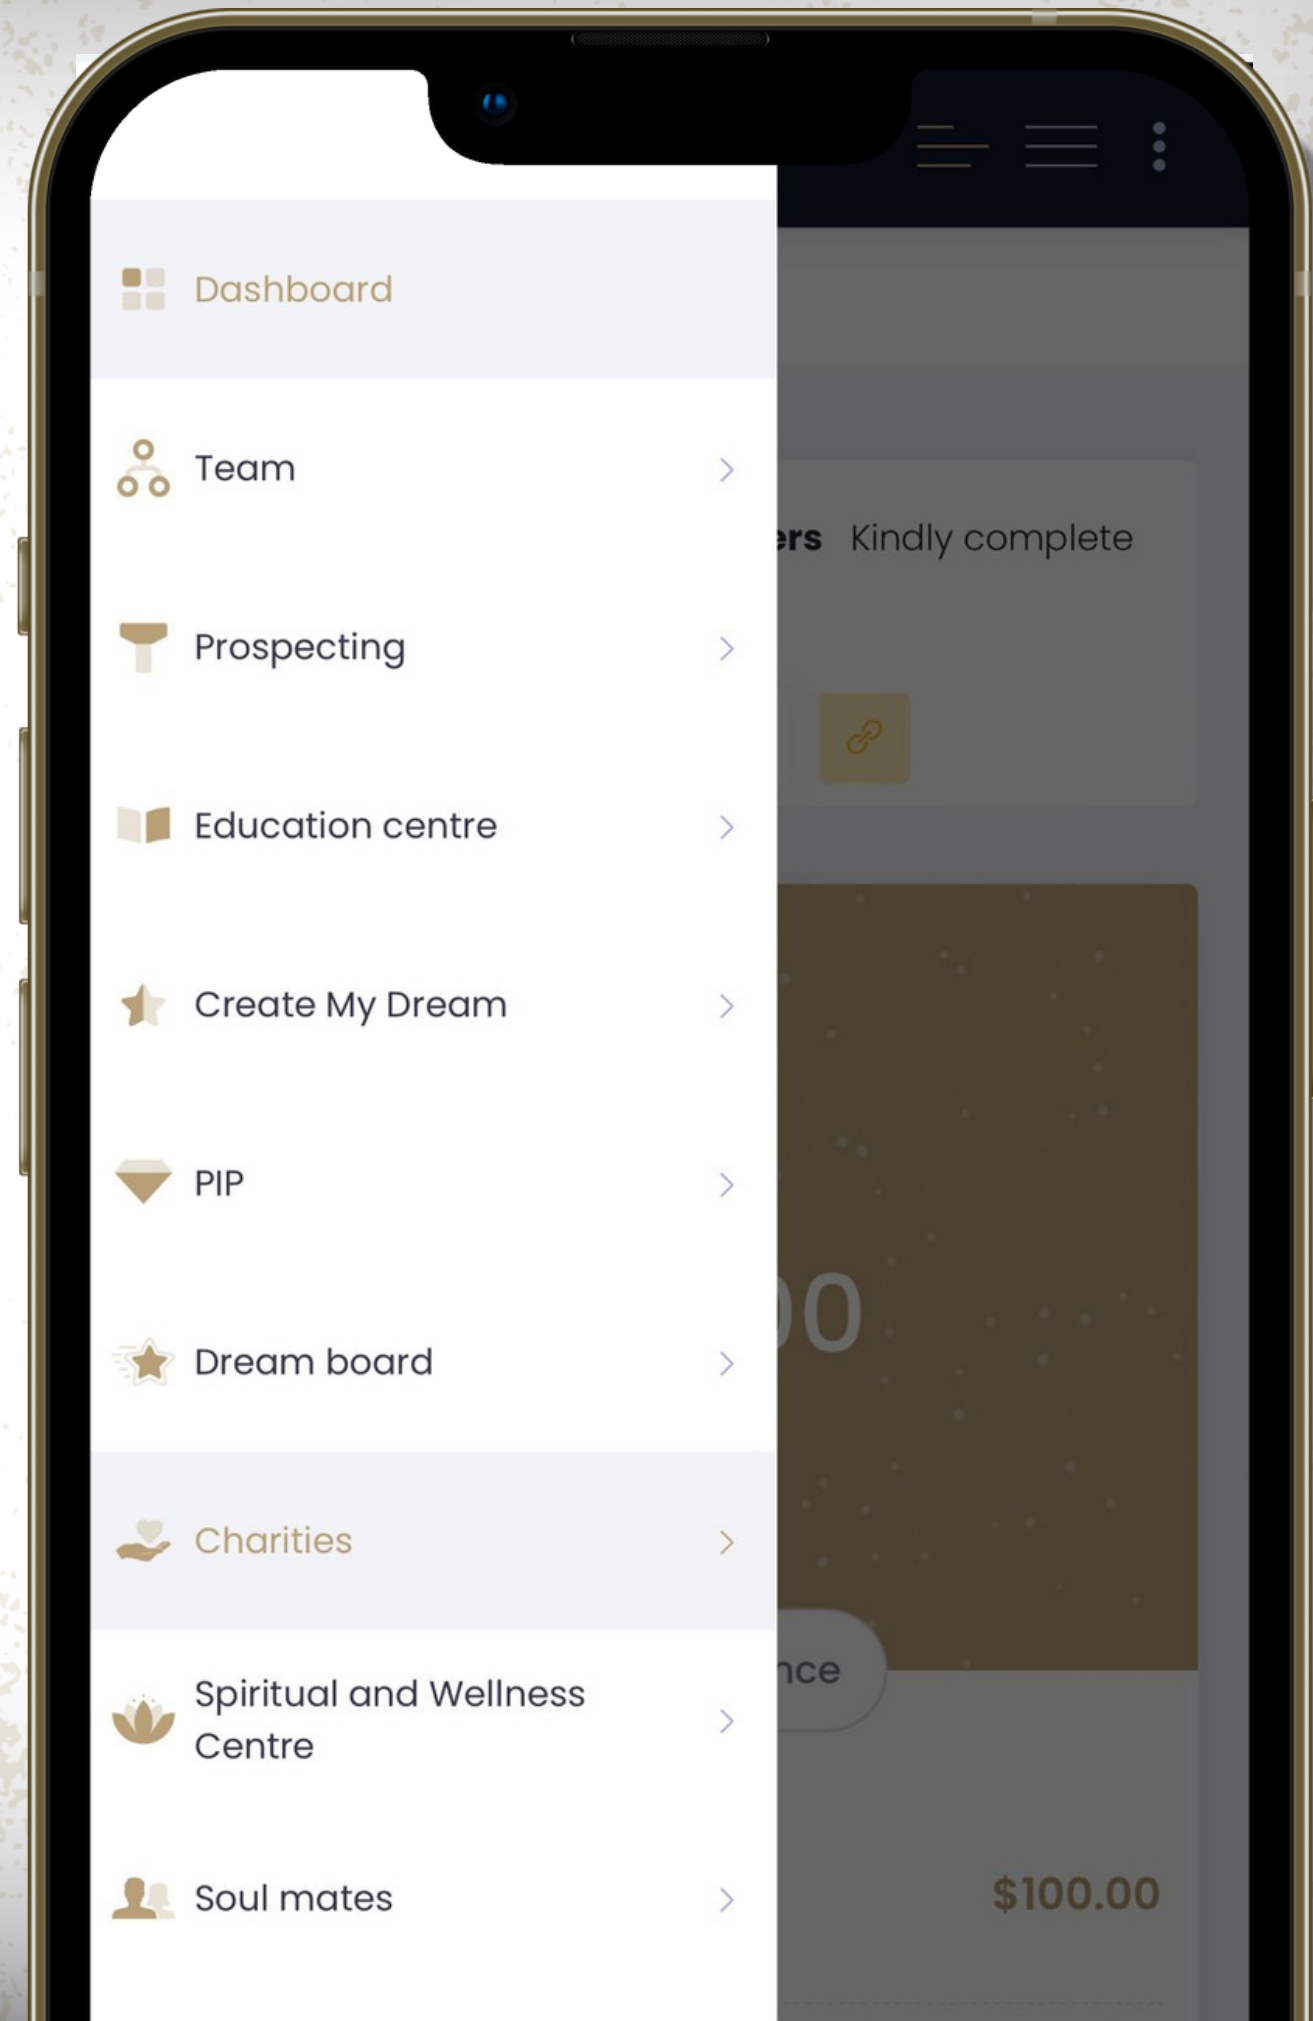 Dashboard
Team
Kindly complete
Prospecting
Education centre
Create My Dream
PIP
Dream board
Charities
Spiritual and Wellness
Centre
Soul mates
$100.00